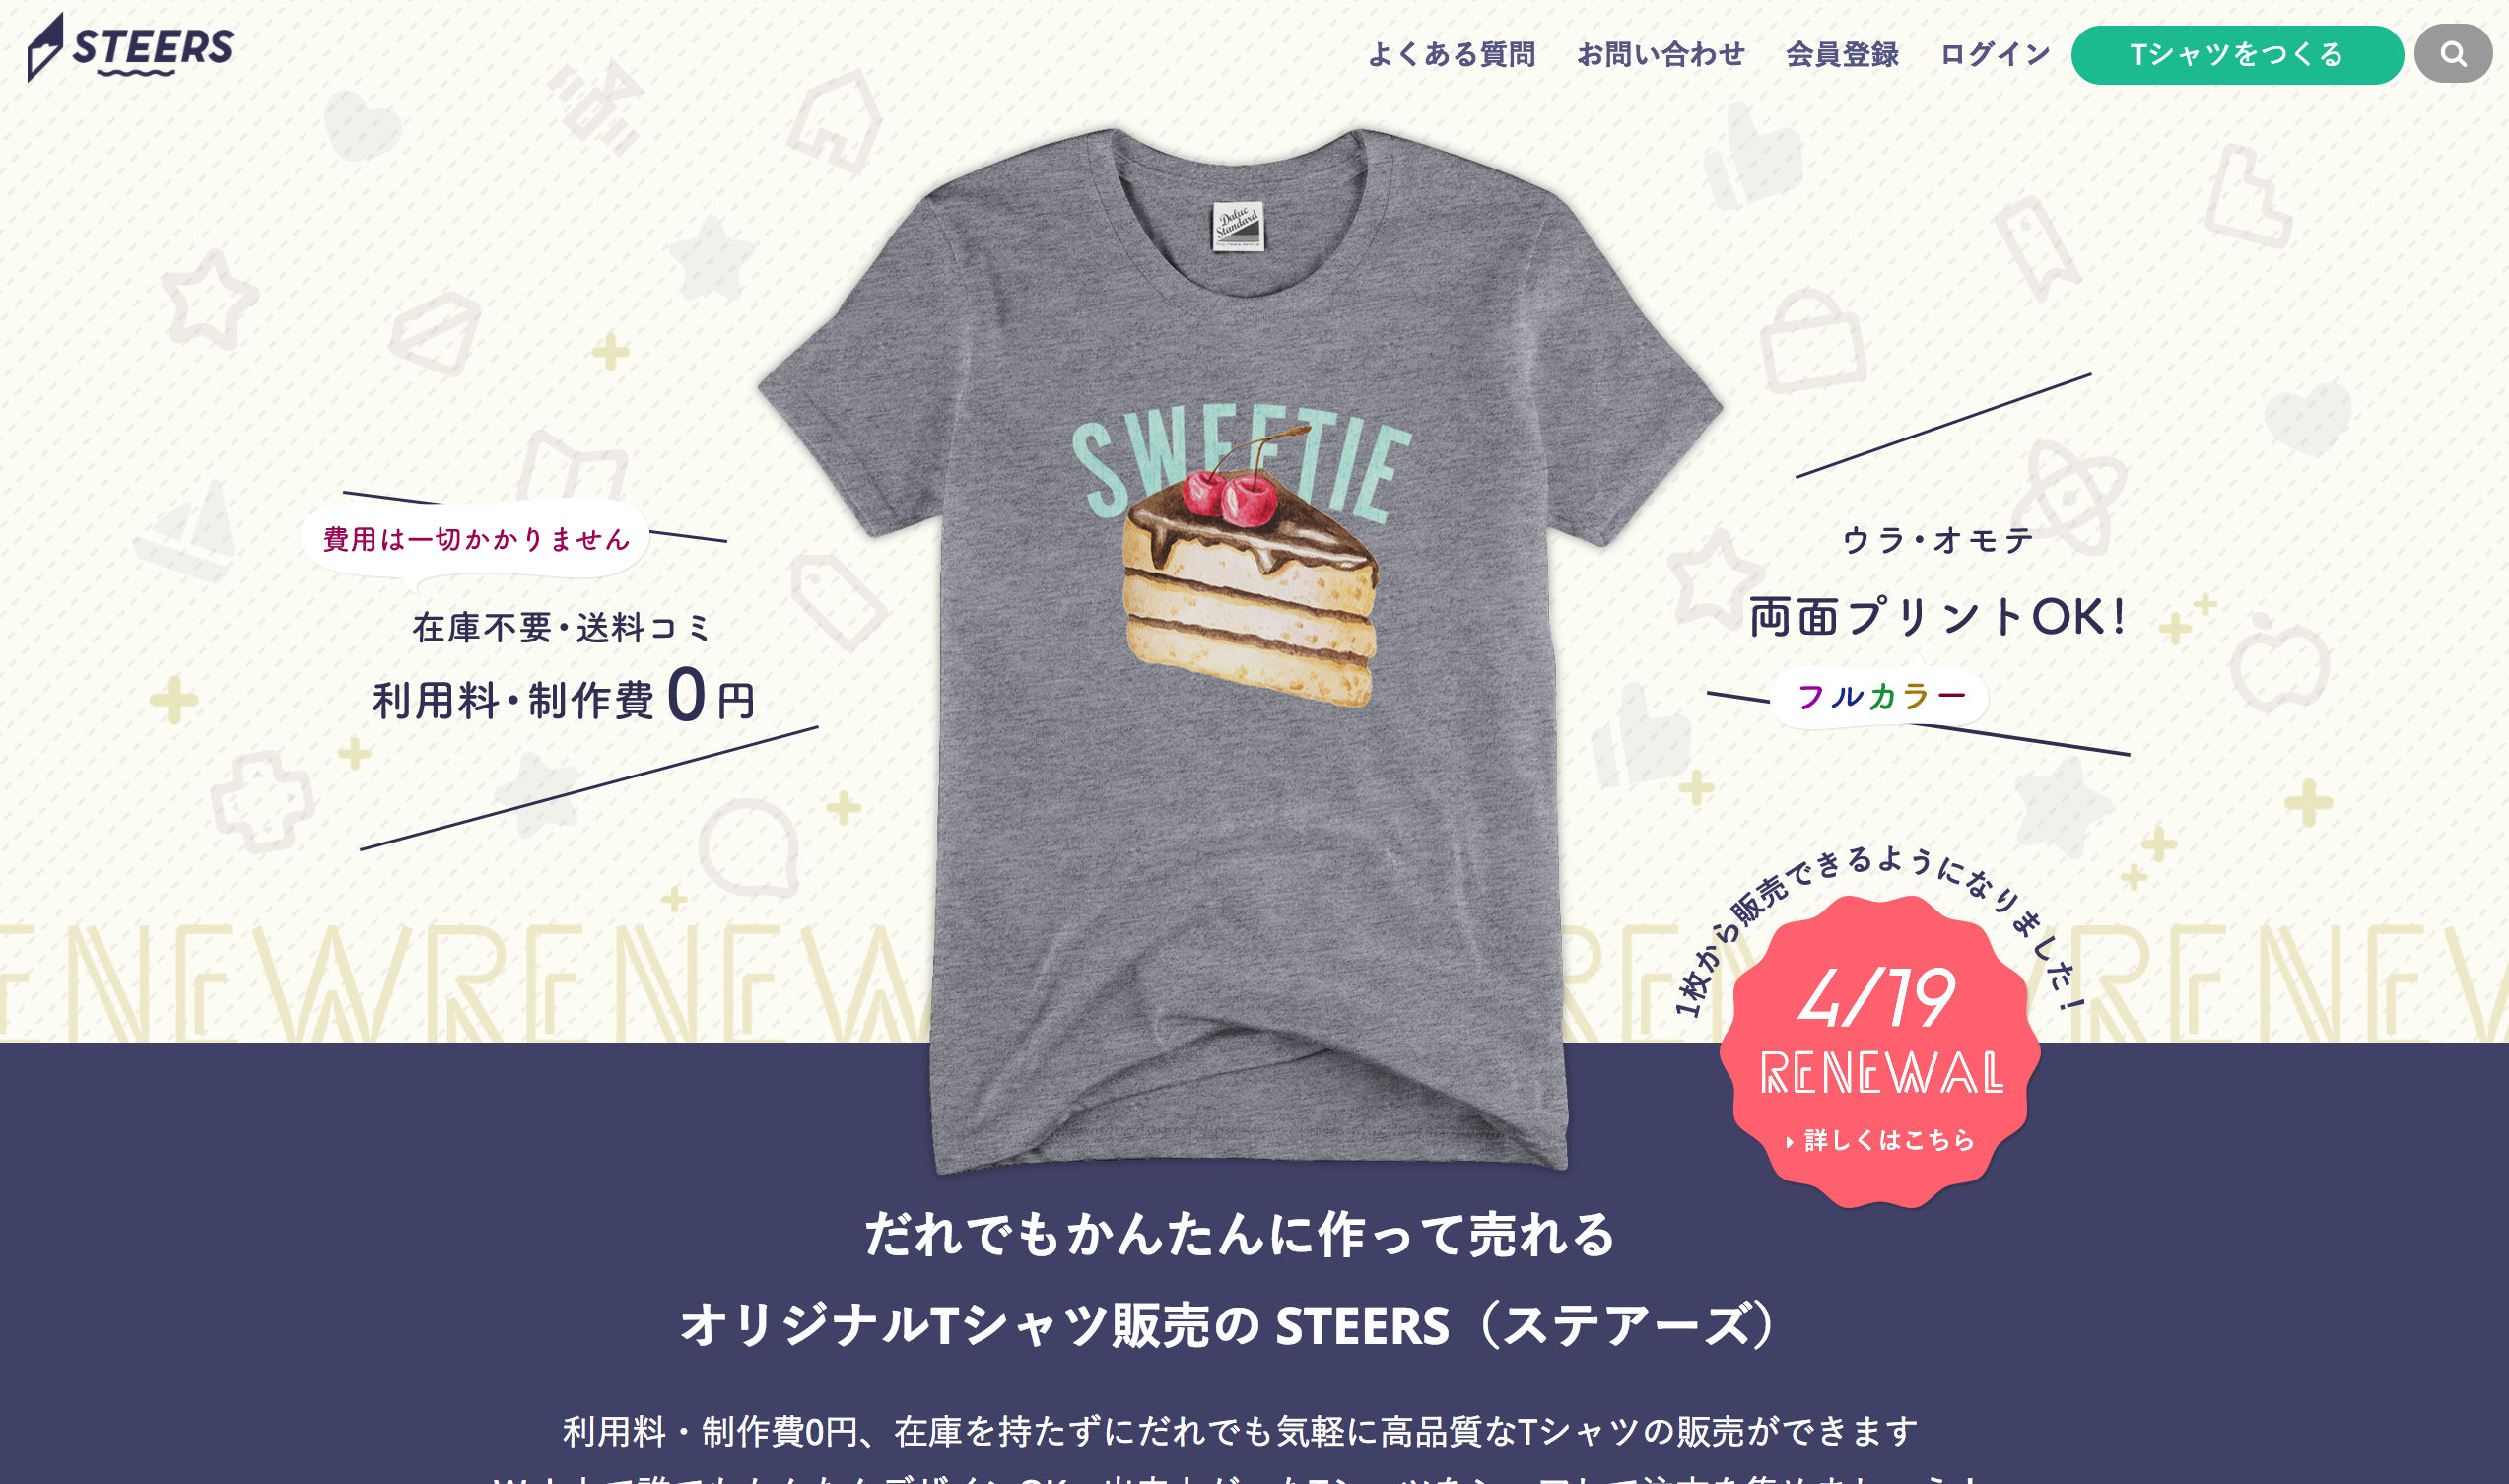 STEERS
よくある質問 お問い合わせ 会員登録 ログイン Tシャツをつくる
Daluc
Standard
SWEETIE
費用は一切かかりません
在庫不要・送料コミ
利用料・制作費0円
ウラ・オモテ
両面プリントOK!
フルカラー
RENEW
RENEW
1枚から販売できるようになりました!
4/19
RENEWAL
詳しくはこちら
だれでもかんたんに作って売れる
オリジナルTシャツ販売の STEERS（ステアーズ）
利用料・制作費0円、在庫を持たずにだれでも気軽に高品質なTシャツの販売ができます